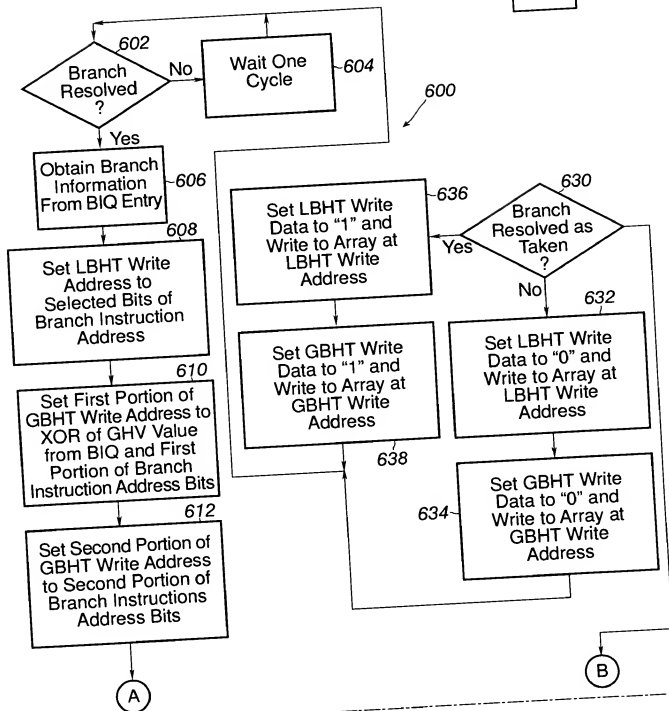 602
Branch
Resolved
?
No
Wait One
Cycle
604
600
Yes
Obtain Branch
Information
From BIQ Entry
606
608
Set LBHT Write
Address to
Selected Bits of
Branch Instruction
Address
610
Set First Portion of
GBHT Write Address to
XOR of GHV Value
from BIQ and First
Portion of Branch
Instruction Address Bits
612
Set Second Portion of
GBHT Write Address
to Second Portion of
Branch Instructions
Address Bits
A
636
Set LBHT Write
Data to “1” and
Write to Array at
LBHT Write
Address
Set GBHT Write
Data to “1” and
Write to Array at
GBHT Write
Address
638
630
Branch
Resolved as
Taken
?
Yes
No
632
Set LBHT Write
Data to “0” and
Write to Array at
LBHT Write
Address
634
Set GBHT Write
Data to “0” and
Write to Array at
GBHT Write
Address
B